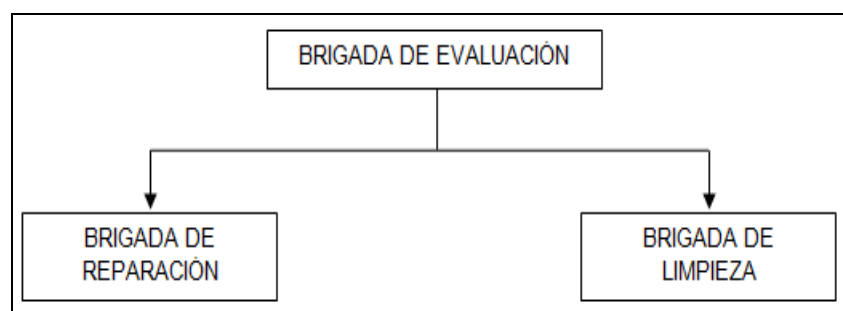 BRIGADA DE EVALUACIÓN
BRIGADA DE
REPARACIÓN
BRIGADA DE
LIMPIEZA